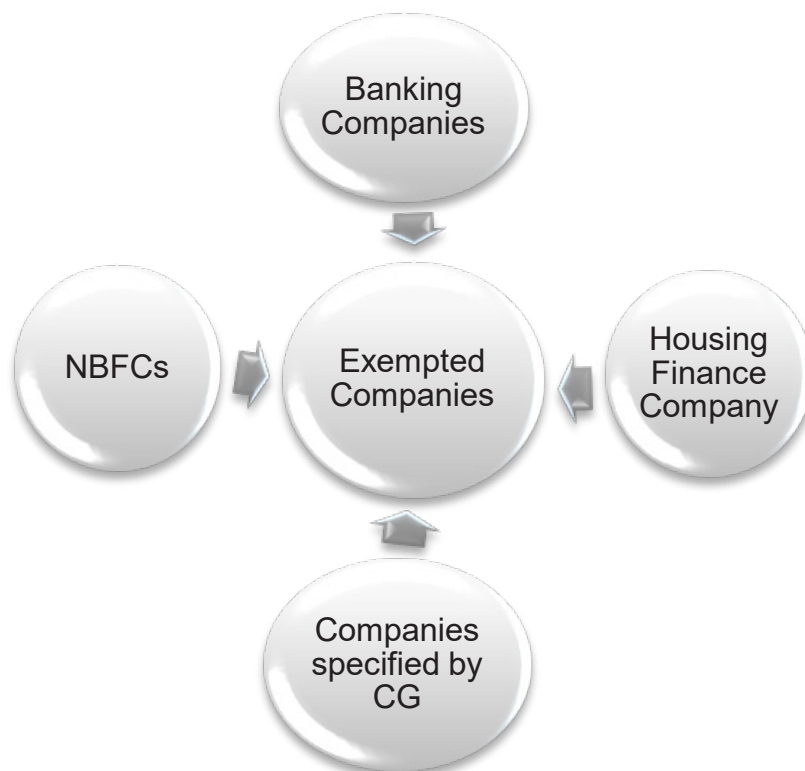 Banking
Companies
NBFCs
Exempted
Companies
Housing
Finance
Company
Companies
specified by
CG